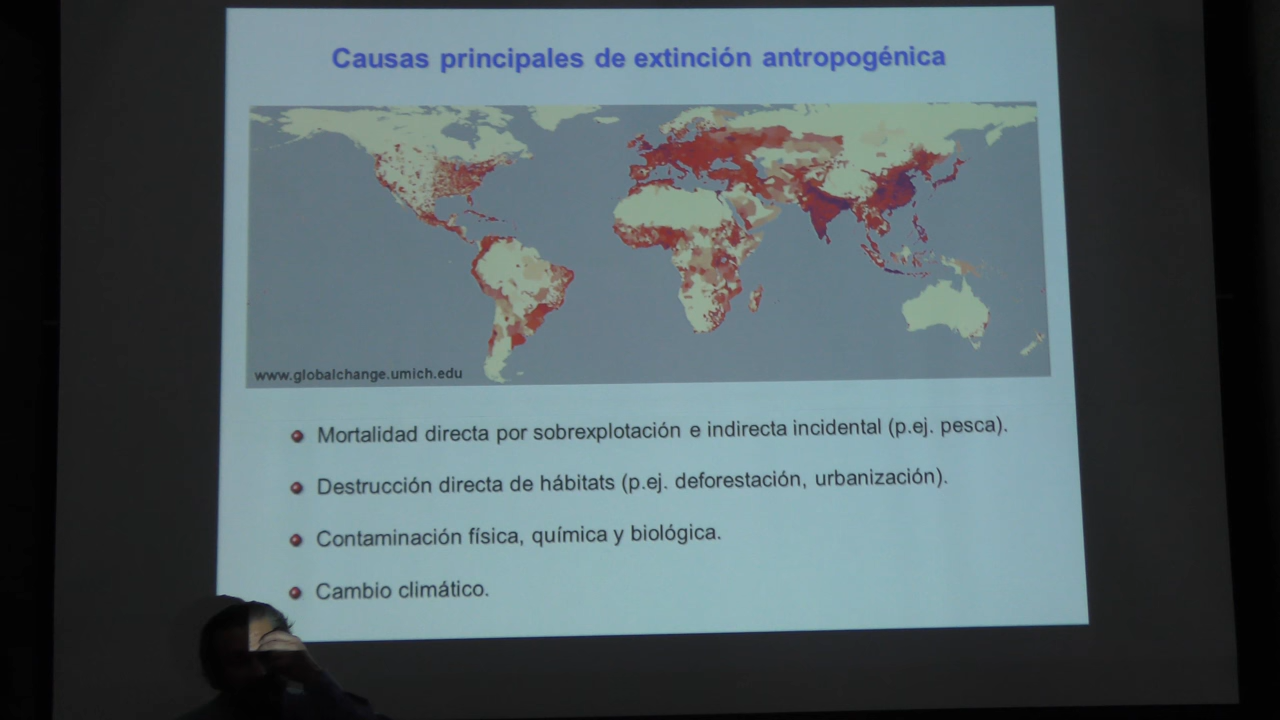 Causas principales de extinción antropogénica
www.globalchange.umich.edu
Mortalidad directa por sobrexplotación e indirecta incidental (p.ej. pesca).
Destrucción directa de hábitats (p.ej. deforestación, urbanización).
Contaminación física, química y biológica.
Cambio climático.